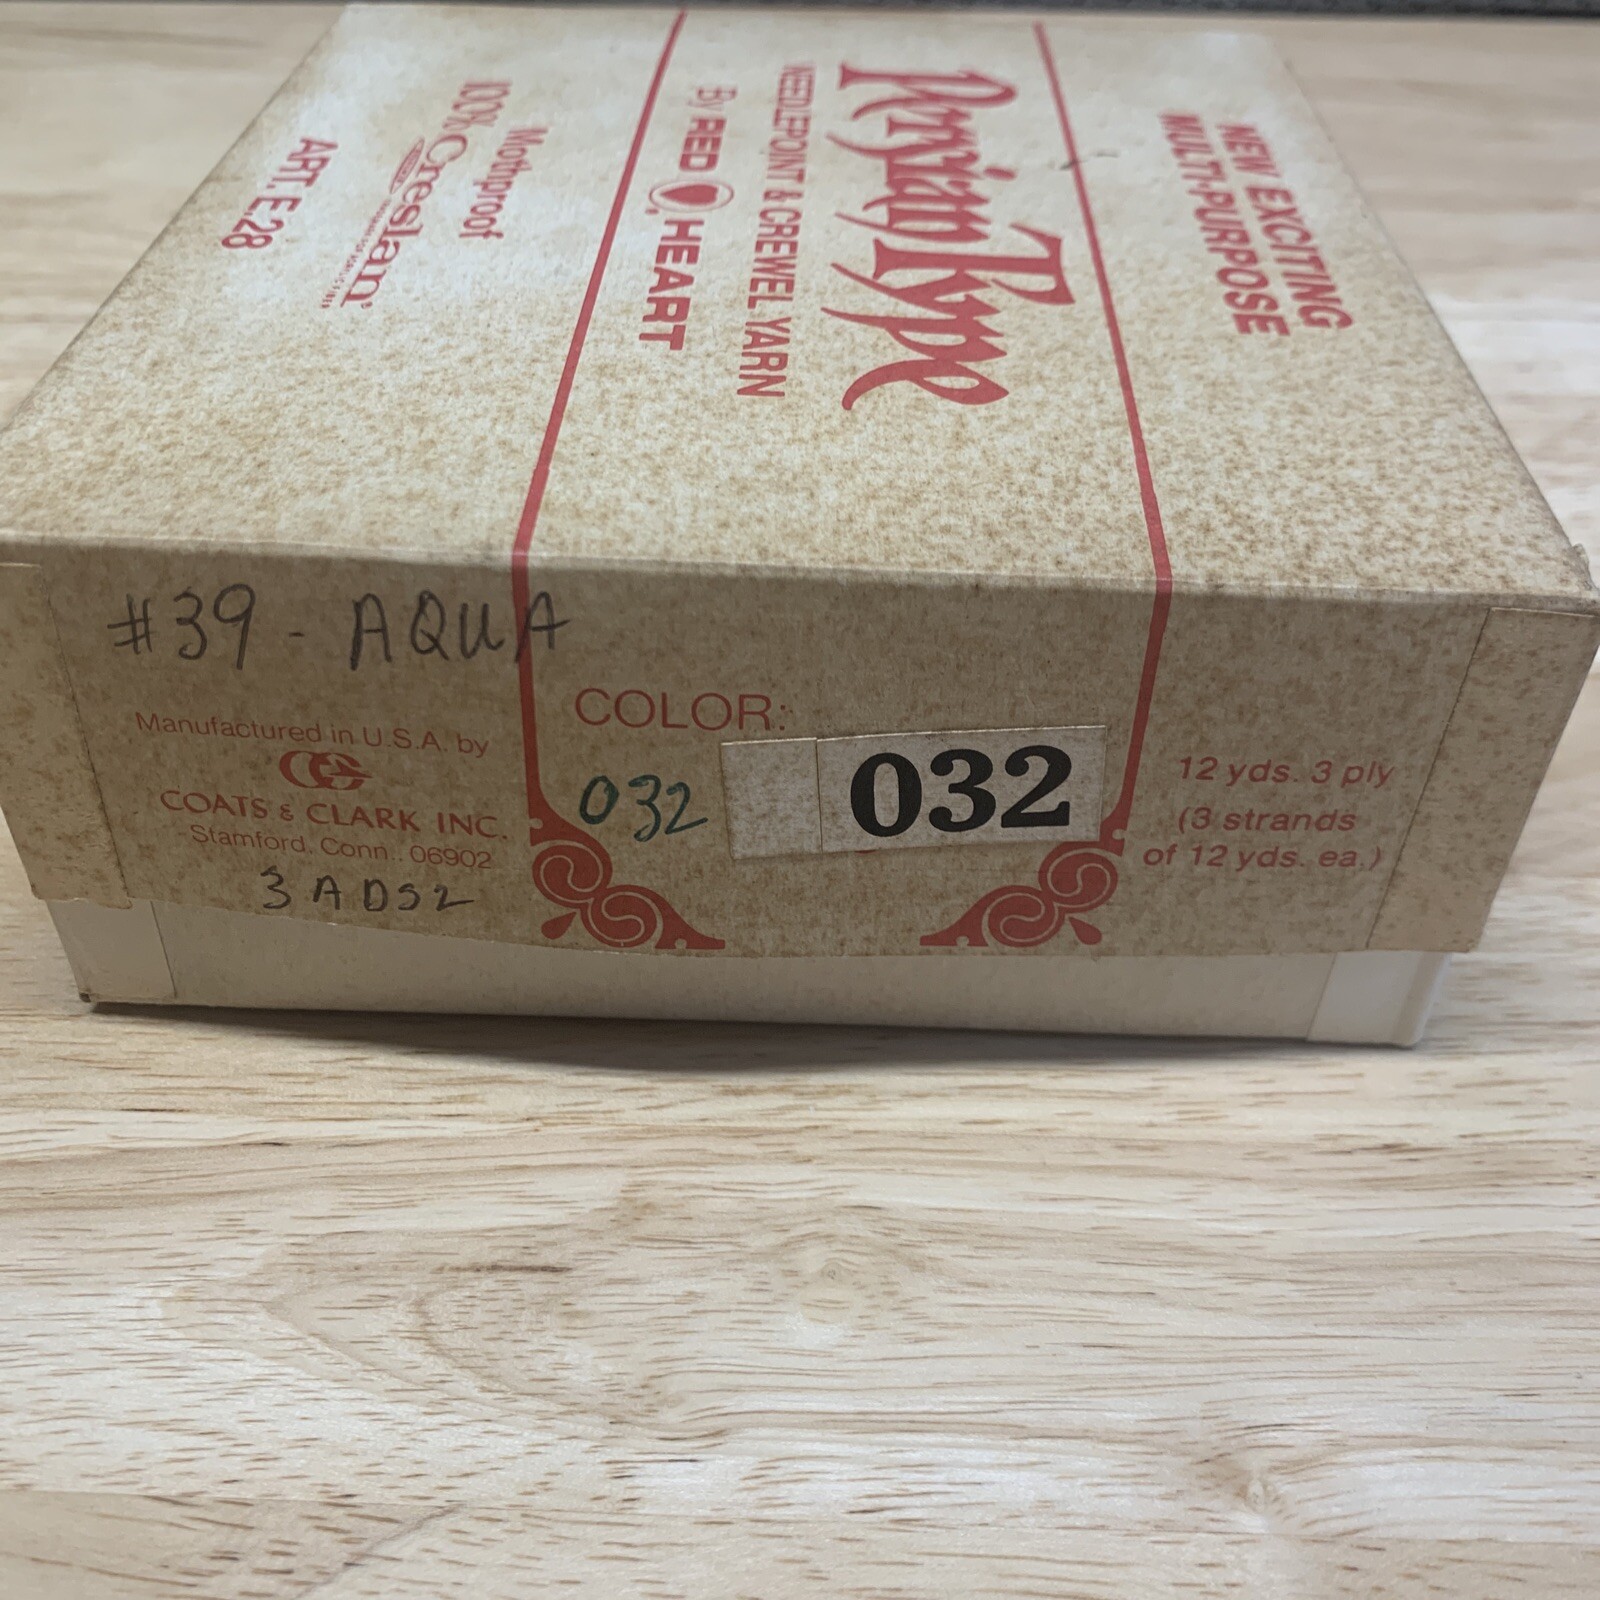 NEW EXCITING
MULTI-PURPOSE
Persian Type
NEEDLEPOINT & CREWEL YARN
By RED HEART
Mothproof
100% Creslan
ART. E.28
#39 - AQUA
Manufactured in U.S.A. by
COATS & CLARK INC.
Stamford, Conn., 06902
3 ADS2
COLOR:
032
032
12 yds. 3 ply
(3 strands
of 12 yds. ea.)